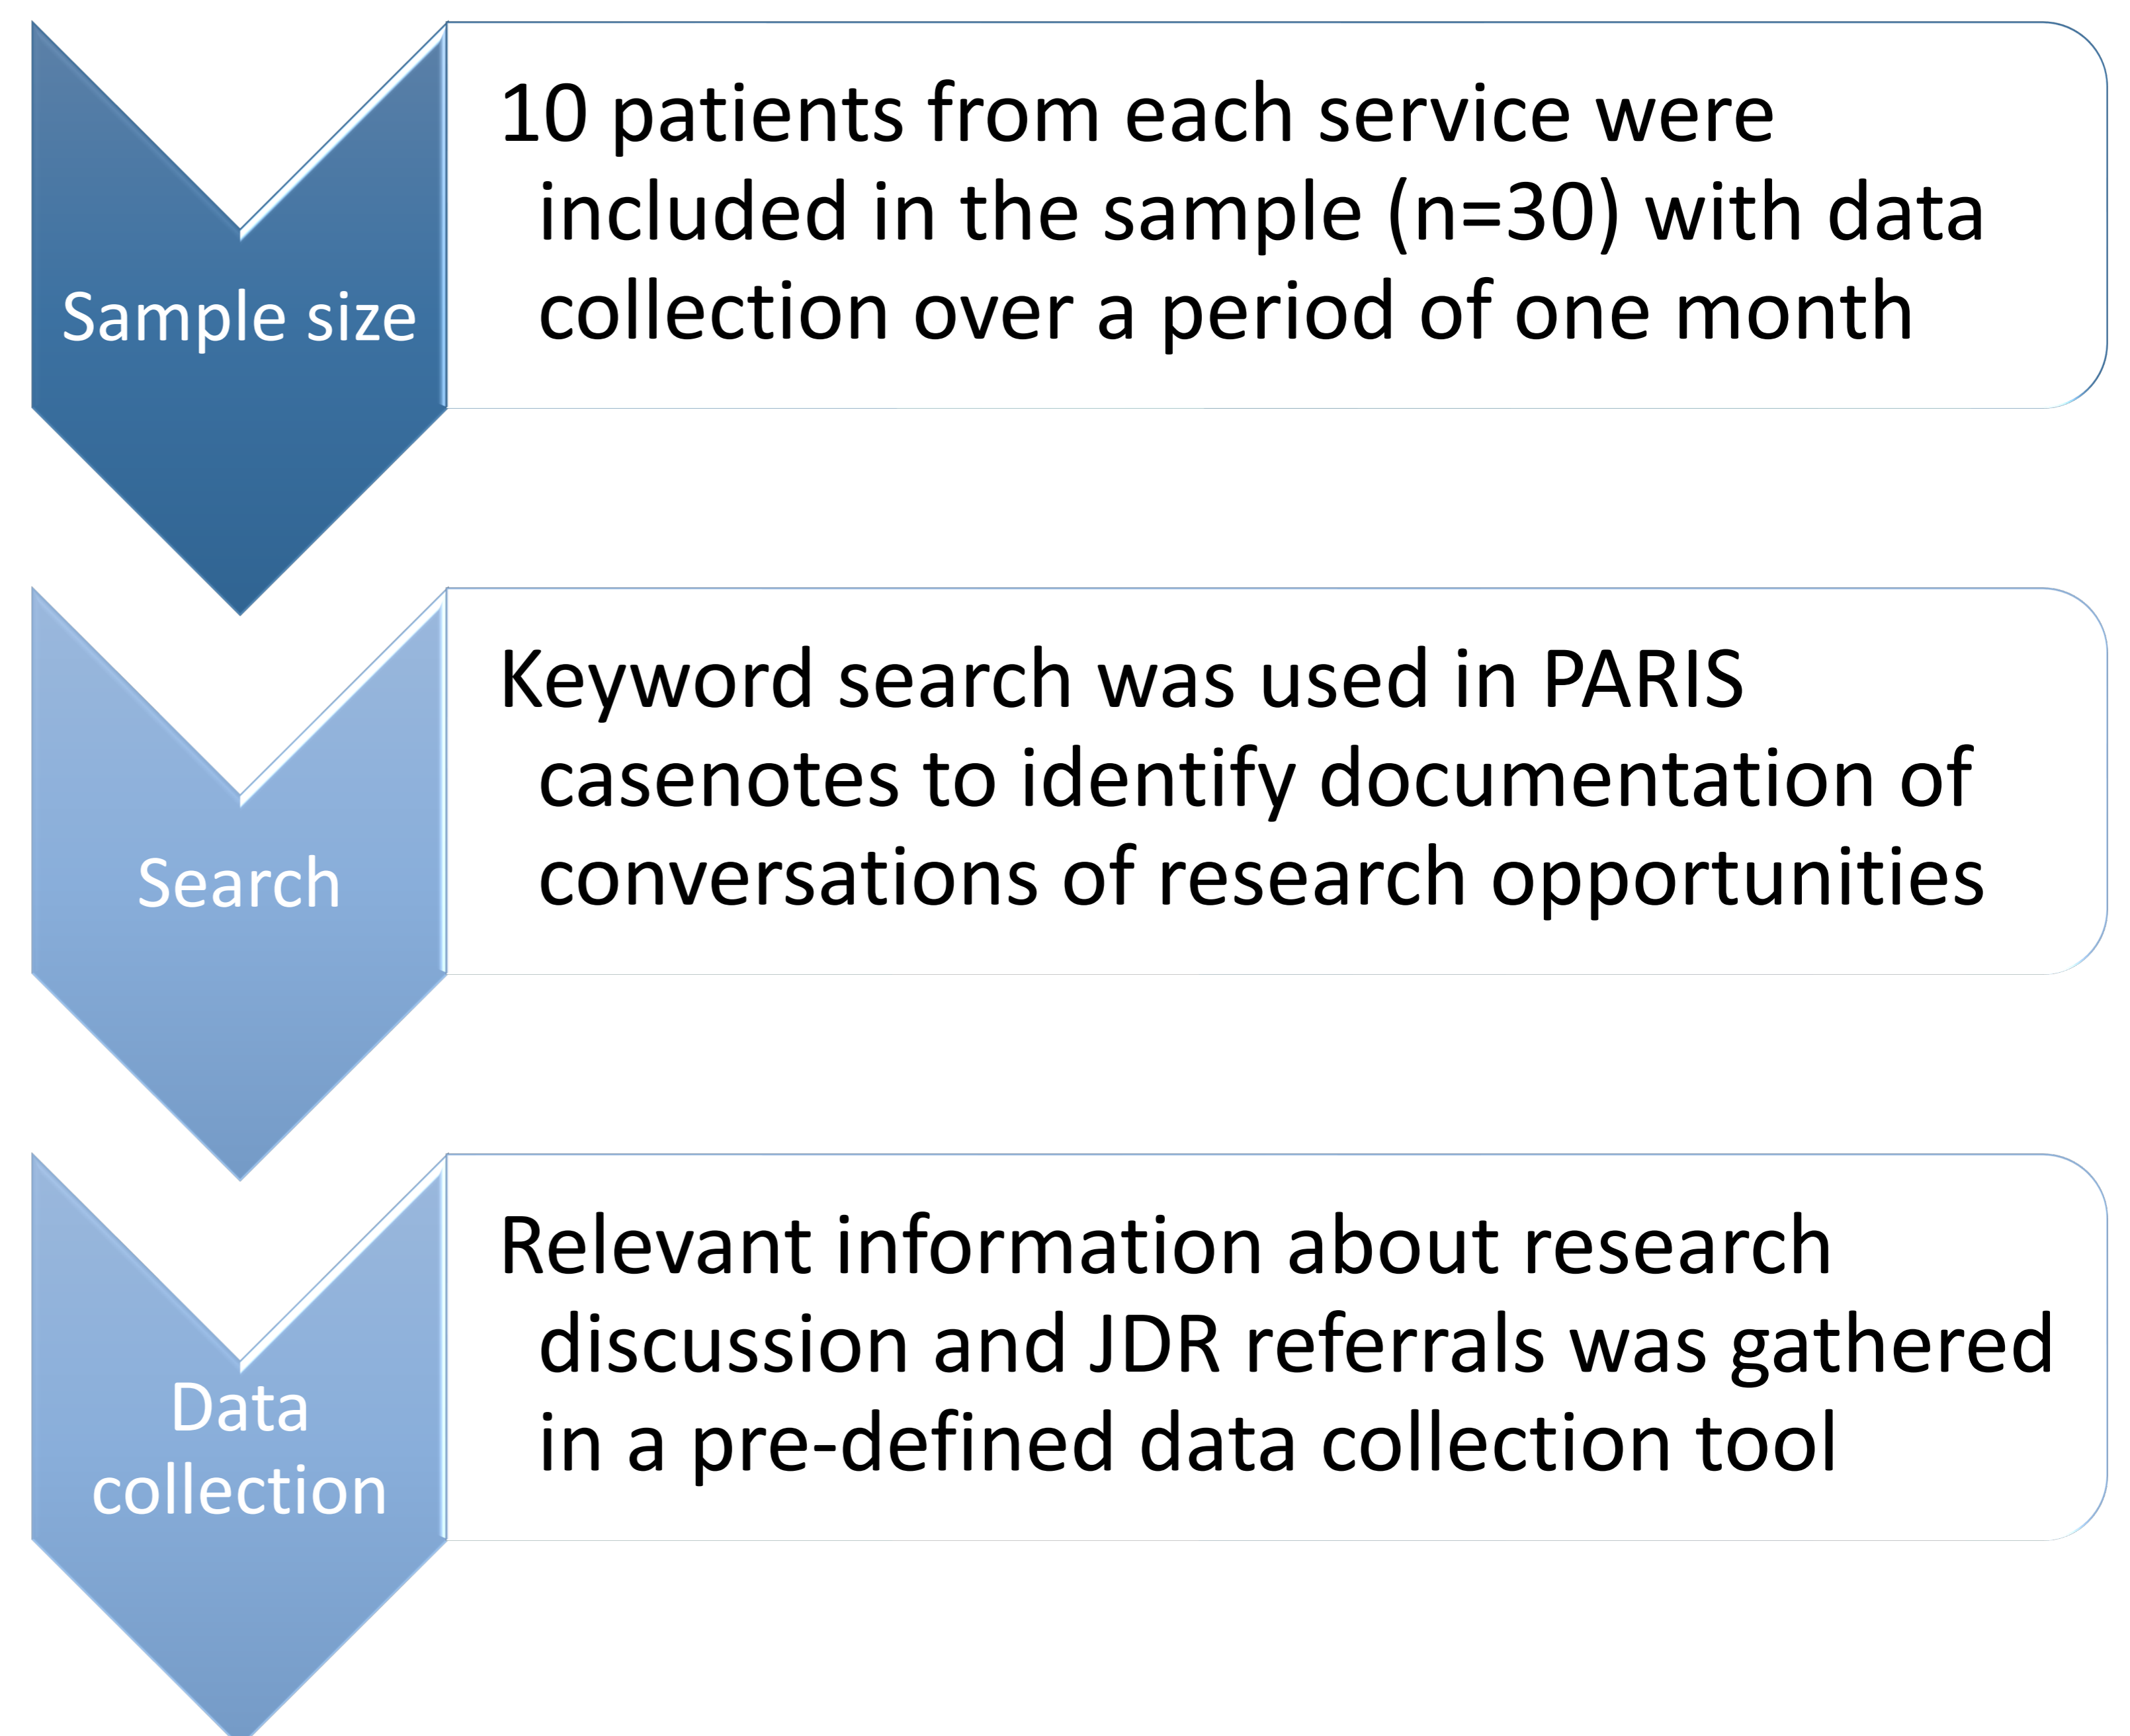 Sample size
10 patients from each service were
included in the sample (n=30) with data
collection over a period of one month
Search
Keyword search was used in PARIS
casenotes to identify documentation of
conversations of research opportunities
Data
collection
Relevant information about research
discussion and JDR referrals was gathered
in a pre-defined data collection tool